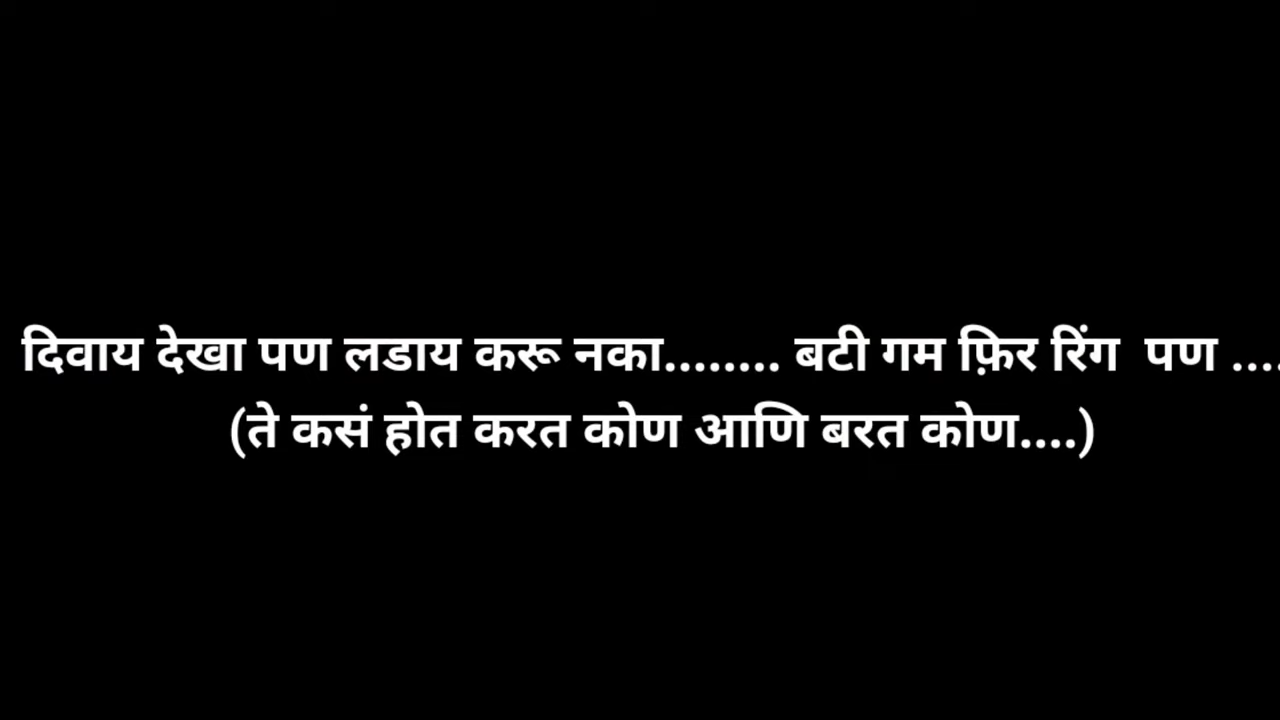 दिवाय देखा पण लडाय करू नका........ बटी गम फ़िर रिंग पण ....
(ते कसं होत करत कोण आणि बरत कोण....)